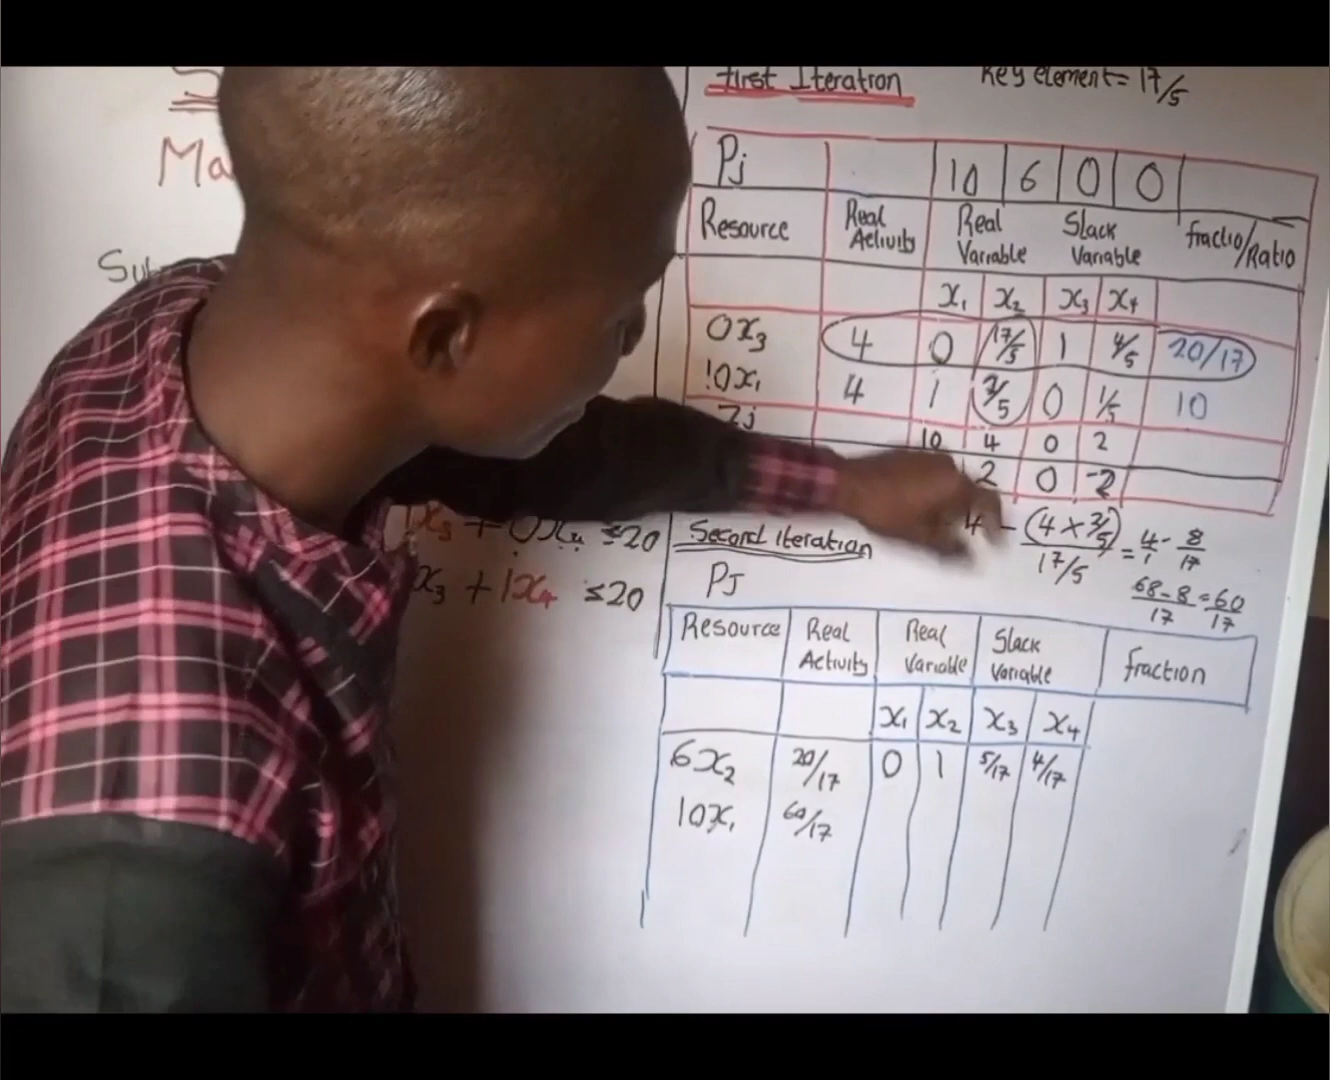 Ma
Su
x₃ + 0x₄ ≤ 20
x₃ + 1x₄ ≤ 20
First Iteration Key element = 17/5
Pj 10 6 0 0
Resource Real Activity Real Variable Slack Variable fractio/Ratio
x₁ x₂ x₃ x₄
0x₃ 4 0 17/5 1 4/5 20/17
10x₁ 4 1 2/5 0 1/5 10
Zj 10 4 0 2
2 0 -2
Second iteration 4 - (4 x 2/5) / 17/5 = 4/1 - 8/17
68-8/17 = 60/17
PJ
Resource Real Activity Real Variable Slack Variable fraction
x₁ x₂ x₃ x₄
6x₂ 20/17 0 1 5/17 4/17
10x₁ 60/17